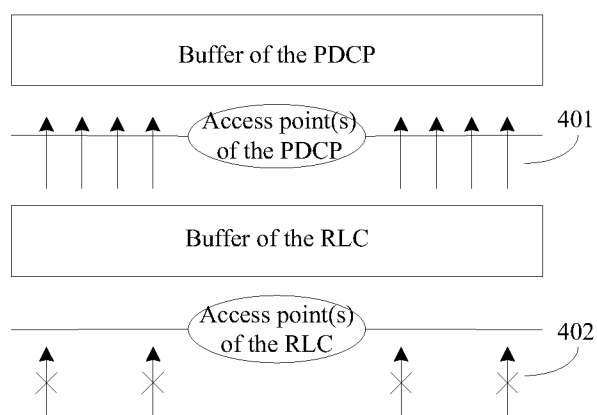 Buffer of the PDCP
Access point(s)
of the PDCP
401
Buffer of the RLC
Access point(s)
of the RLC
402